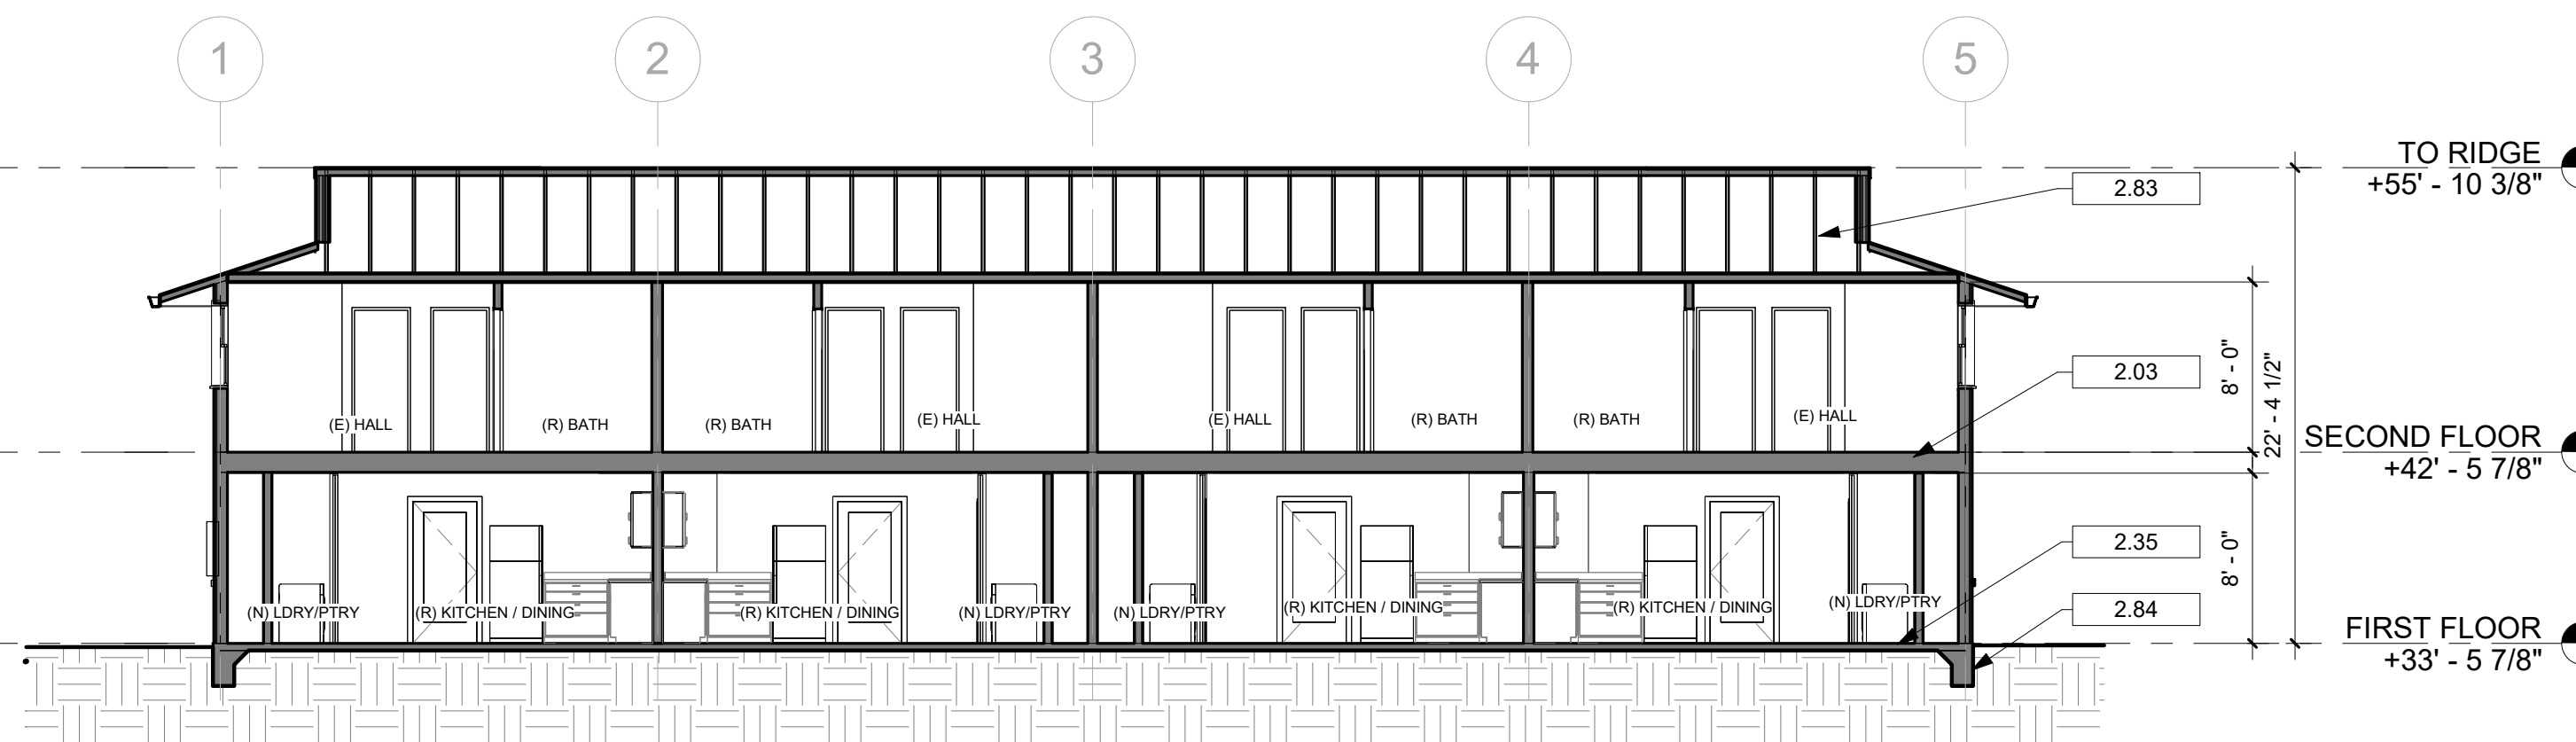 1
2
3
4
5
TO RIDGE
+55' - 10 3/8"
2.83
2.03
8' - 0"
22' - 4 1/2"
(E) HALL
(R) BATH
(R) BATH
(E) HALL
(E) HALL
(R) BATH
(R) BATH
(E) HALL
SECOND FLOOR
+42' - 5 7/8"
2.35
8' - 0"
2.84
(N) LDRY/PTRY
(R) KITCHEN / DINING
(R) KITCHEN / DINING
(N) LDRY/PTRY
(N) LDRY/PTRY
(R) KITCHEN / DINING
(R) KITCHEN / DINING
(N) LDRY/PTRY
FIRST FLOOR
+33' - 5 7/8"